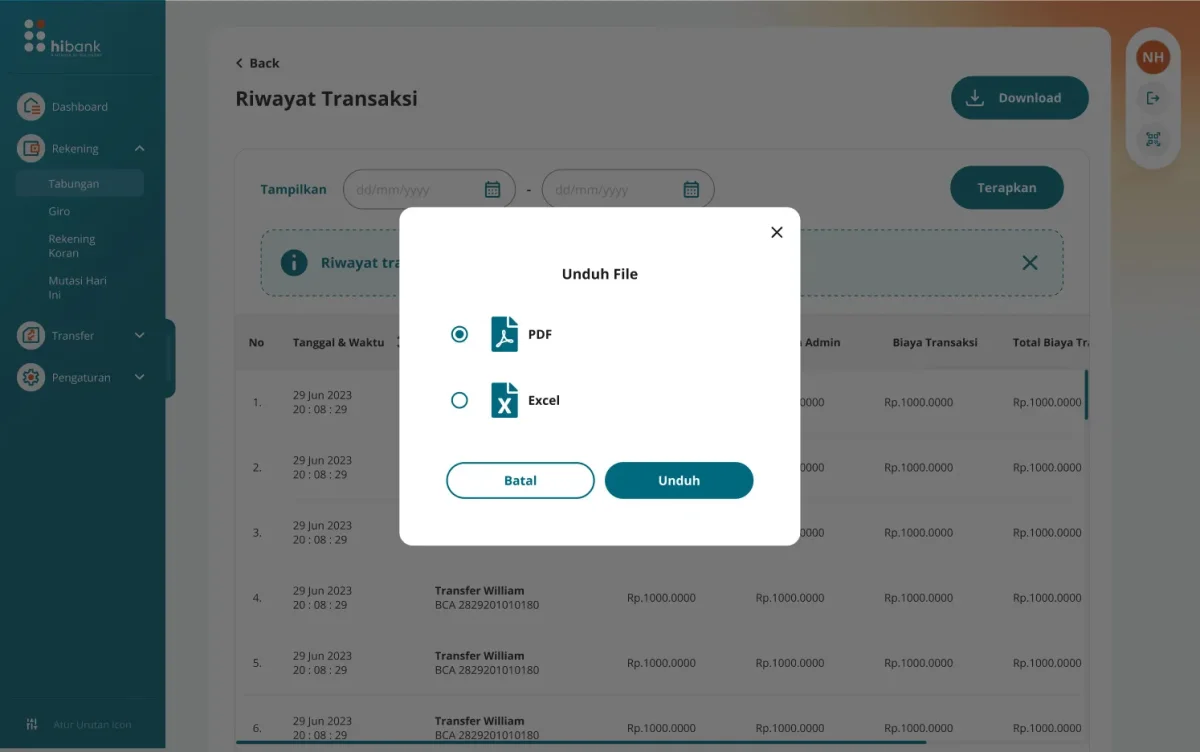 hibank
Dashboard
Rekening
Tabungan
Giro
Rekening
Koran
Mutasi Hari
Ini
Transfer
Pengaturan
Atur Urutan Icon
Back
Riwayat Transaksi
Download
NH
Tampilkan
dd/mm/yyyy
-
dd/mm/yyyy
Terapkan
i
Riwayat tra
Unduh File
PDF
X
Excel
Batal
Unduh
No
Tanggal & Waktu
Admin
Biaya Transaksi
Total Biaya Tr
1.
29 Jun 2023
20 : 08 : 29
0000
Rp.1000.0000
Rp.1000.0000
2.
29 Jun 2023
20 : 08 : 29
0000
Rp.1000.0000
Rp.1000.0000
3.
29 Jun 2023
20 : 08 : 29
0000
Rp.1000.0000
Rp.1000.0000
4.
29 Jun 2023
20 : 08 : 29
Transfer William
BCA 2829201010180
Rp.1000.0000
Rp.1000.0000
Rp.1000.0000
Rp.1000.0000
5.
29 Jun 2023
20 : 08 : 29
Transfer William
BCA 2829201010180
Rp.1000.0000
Rp.1000.0000
Rp.1000.0000
Rp.1000.0000
6.
29 Jun 2023
20 : 08 : 29
Transfer William
BCA 2829201010180
Rp.1000.0000
Rp.1000.0000
Rp.1000.0000
Rp.1000.0000